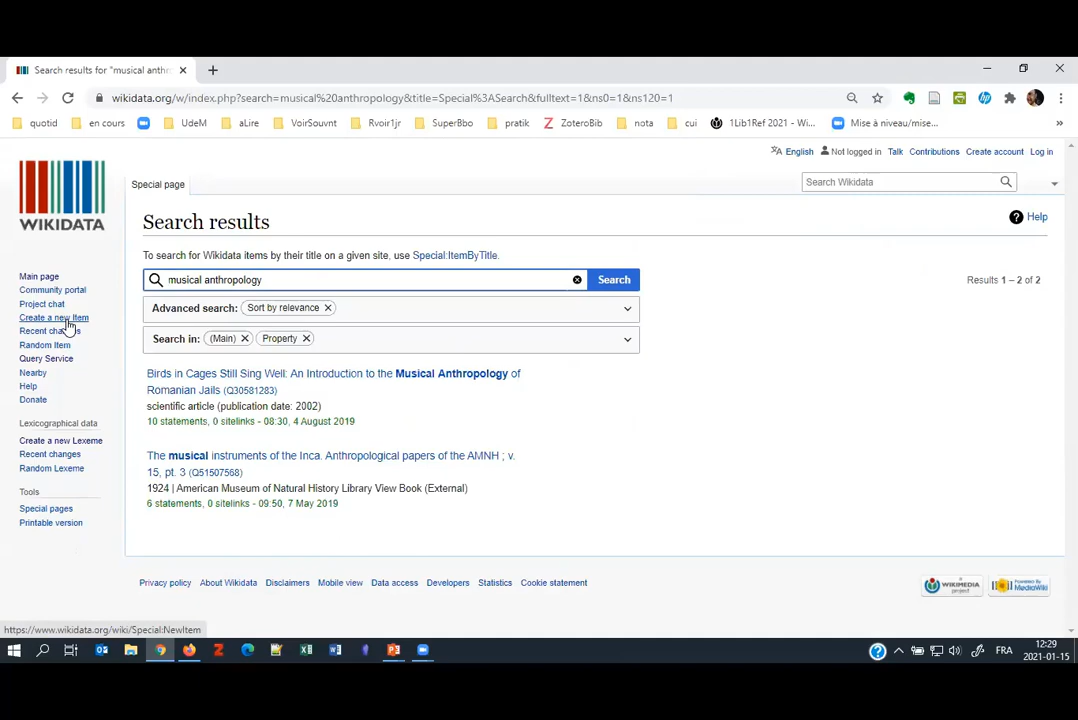 Search results for "musical anthr
wikidata.org/w/index.php?search=musical%20anthropology&title=Special%3ASearch&fulltext=1&ns0=1&ns120=1
quotid en cours UdeM aLire VoirSouvnt Rvoir1jr SuperBbo pratik ZoteroBib nota cui 1Lib1Ref 2021 - Wi... Mise à niveau/me... »
English Not logged in Talk Contributions Create account Log in
WIKIDATA
Special page
Search Wikidata
Search results
Help
To search for Wikidata items by their title on a given site, use Special:ItemByTitle.
musical anthropology Search
Results 1 – 2 of 2
Advanced search: Sort by relevance
Search in: (Main) Property
Main page
Community portal
Project chat
Create a new Item
Recent changes
Random Item
Query Service
Nearby
Help
Donate
Lexicographical data
Create a new Lexeme
Recent changes
Random Lexeme
Tools
Special pages
Printable version
Birds in Cages Still Sing Well: An Introduction to the Musical Anthropology of
Romanian Jails (Q30581283)
scientific article (publication date: 2002)
10 statements, 0 sitelinks - 08:30, 4 August 2019
The musical instruments of the Inca. Anthropological papers of the AMNH ; v.
15, pt. 3 (Q51507568)
1924 | American Museum of Natural History Library View Book (External)
6 statements, 0 sitelinks - 09:50, 7 May 2019
Privacy policy About Wikidata Disclaimers Mobile view Data access Developers Statistics Cookie statement
A WIKIMEDIA project
Powered By MediaWiki
https://www.wikidata.org/wiki/Special:NewItem
FRA
12:29
2021-01-15